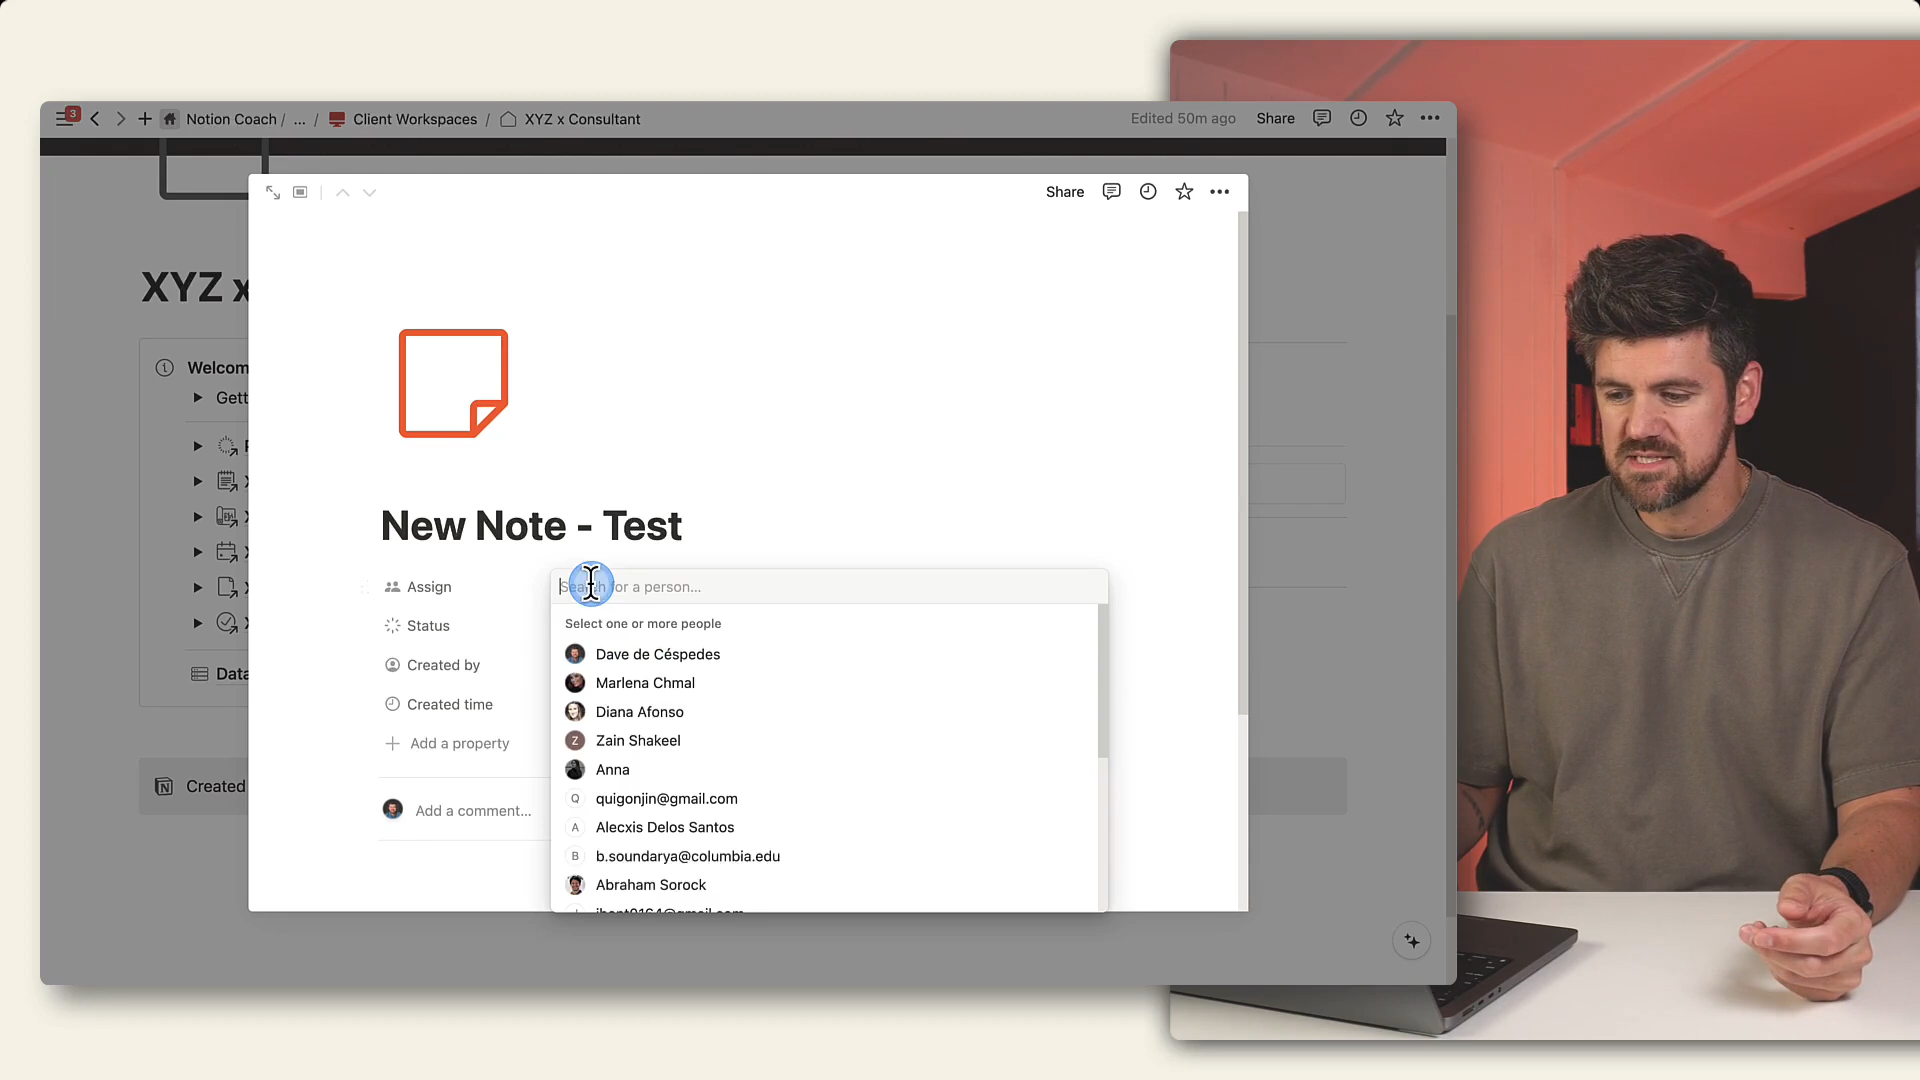 3
Notion Coach / ... / Client Workspaces / XYZ x Consultant
Edited 50m ago Share
Share
XYZ x
Welcom
Gett
Data
Created
New Note - Test
Assign
Search for a person...
Select one or more people
Status
Created by
Created time
Add a property
Add a comment...
Dave de Céspedes
Marlena Chmal
Diana Afonso
Z Zain Shakeel
Anna
Q quigonjin@gmail.com
A Alecxis Delos Santos
B b.soundarya@columbia.edu
Abraham Sorock